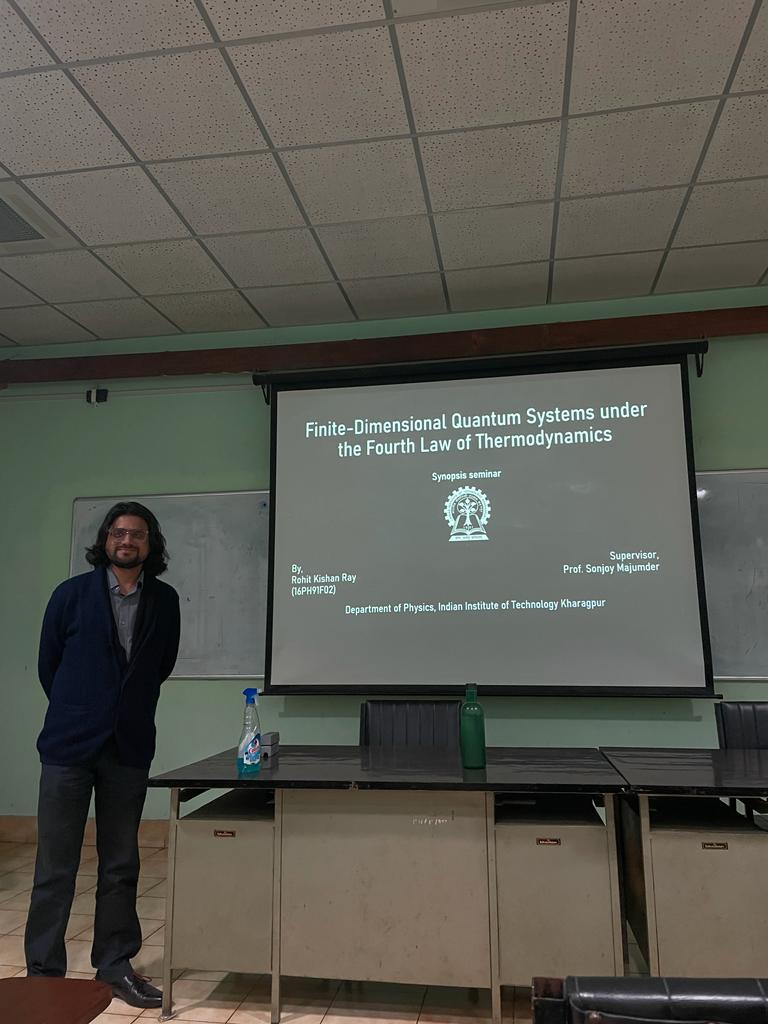 Finite-Dimensional Quantum Systems under
the Fourth Law of Thermodynamics
Synopsis seminar
By,
Rohit Kishan Ray
(16PH91F02)
Supervisor,
Prof. Sonjoy Majumder
Department of Physics, Indian Institute of Technology Kharagpur